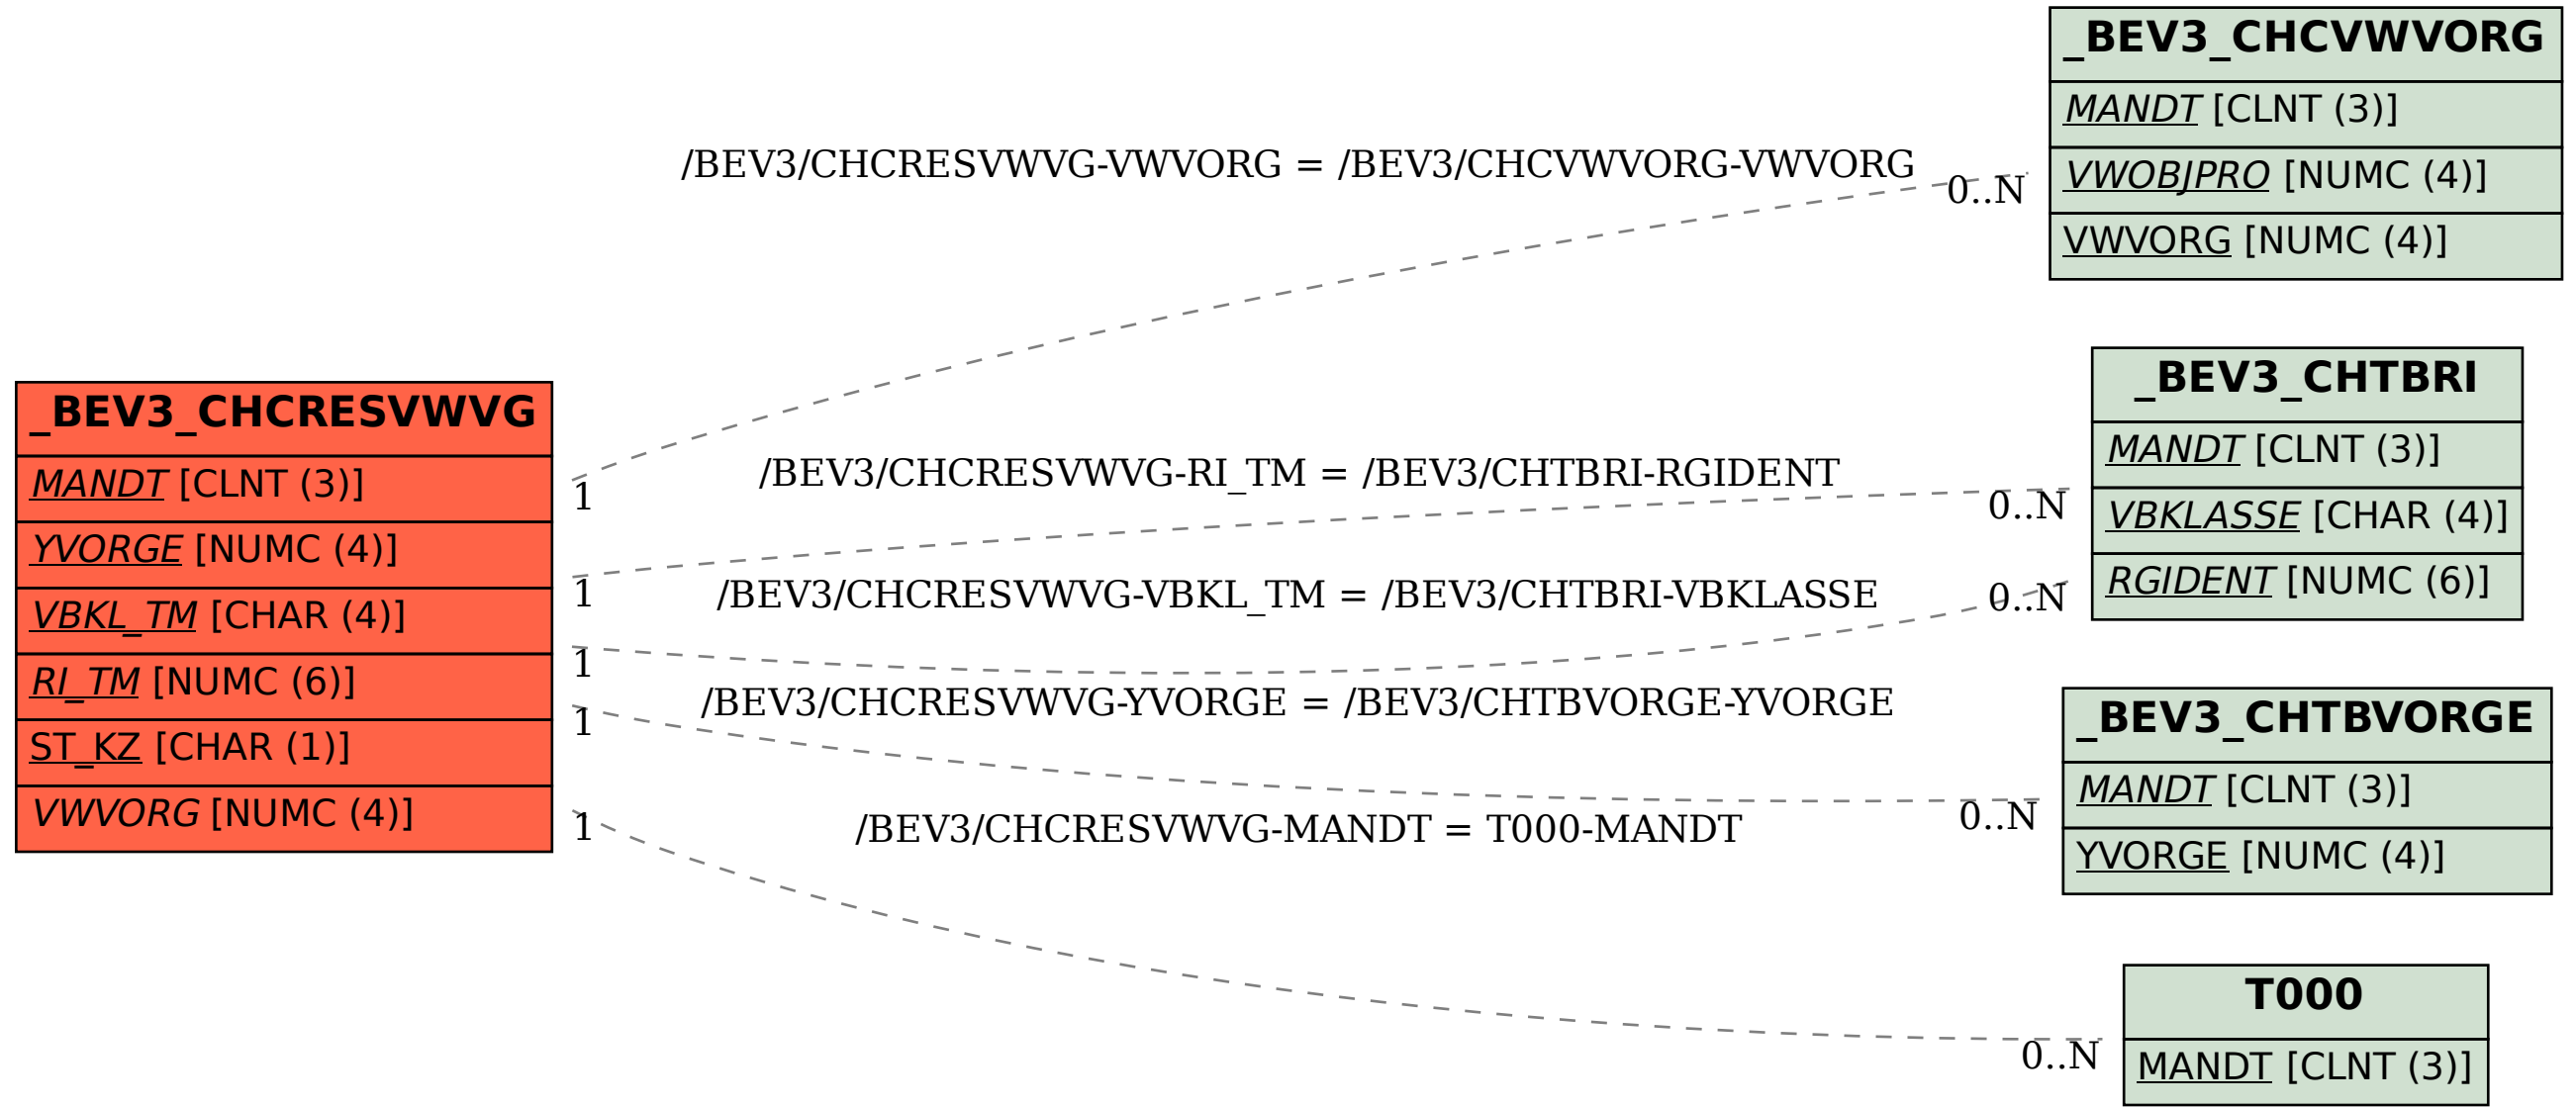 _BEV3_CHCVWVORG
MANDT [CLNT (3)]
VWOBJPRO [NUMC (4)]
VWVORG [NUMC (4)]
/BEV3/CHCRESVWVG-VWVORG = /BEV3/CHCVWVORG-VWVORG
0..N
1
_BEV3_CHTBRI
MANDT [CLNT (3)]
VBKLASSE [CHAR (4)]
RGIDENT [NUMC (6)]
_BEV3_CHCRESVWVG
MANDT [CLNT (3)]
YVORGE [NUMC (4)]
VBKL_TM [CHAR (4)]
RI_TM [NUMC (6)]
ST_KZ [CHAR (1)]
VWVORG [NUMC (4)]
/BEV3/CHCRESVWVG-RI_TM = /BEV3/CHTBRI-RGIDENT
0..N
1
/BEV3/CHCRESVWVG-VBKL_TM = /BEV3/CHTBRI-VBKLASSE
0..N
1
/BEV3/CHCRESVWVG-YVORGE = /BEV3/CHTBVORGE-YVORGE
1
0..N
_BEV3_CHTBVORGE
MANDT [CLNT (3)]
YVORGE [NUMC (4)]
/BEV3/CHCRESVWVG-MANDT = T000-MANDT
1
0..N
T000
MANDT [CLNT (3)]